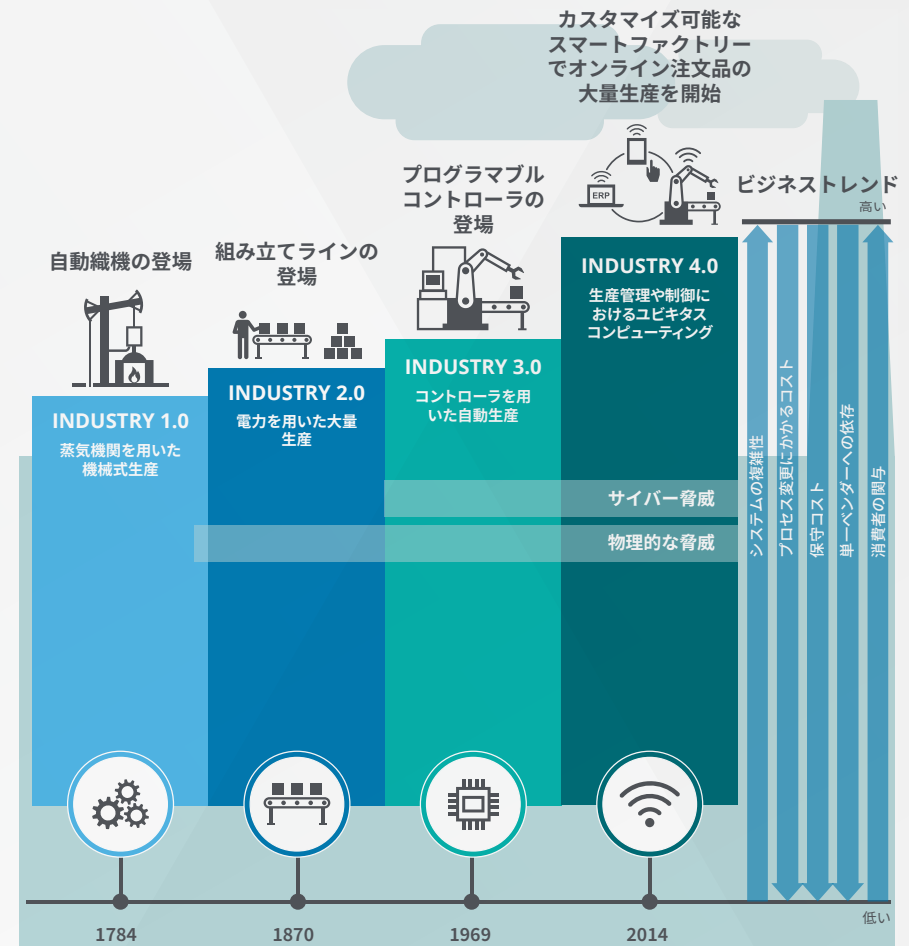 カスタマイズ可能な
スマートファクトリー
でオンライン注文品の
大量生産を開始
プログラマブル
コントローラの
登場
組み立てラインの
登場
自動織機の登場
ERP
ビジネストレンド
高い
INDUSTRY 1.0
蒸気機関を用いた
機械式生産
INDUSTRY 2.0
電力を用いた大量
生産
INDUSTRY 3.0
コントローラを用
いた自動生産
INDUSTRY 4.0
生産管理や制御に
おけるユビキタス
コンピューティング
サイバー脅威
物理的な脅威
システムの複雑性
プロセス変更にかかるコスト
保守コスト
単一ベンダーへの依存
消費者の関与
低い
1784
1870
1969
2014